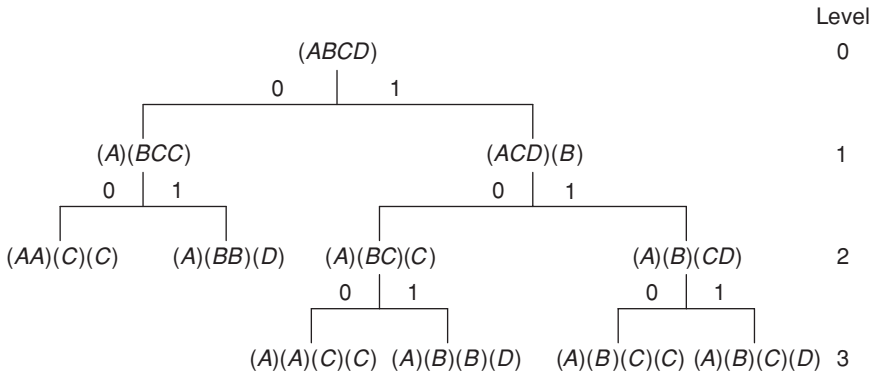 Level
(ABCD) 0
0 1
(A)(BCC) (ACD)(B) 1
0 1 0 1
(AA)(C)(C) (A)(BB)(D) (A)(BC)(C) (A)(B)(CD) 2
0 1 0 1
(A)(A)(C)(C) (A)(B)(B)(D) (A)(B)(C)(C) (A)(B)(C)(D) 3